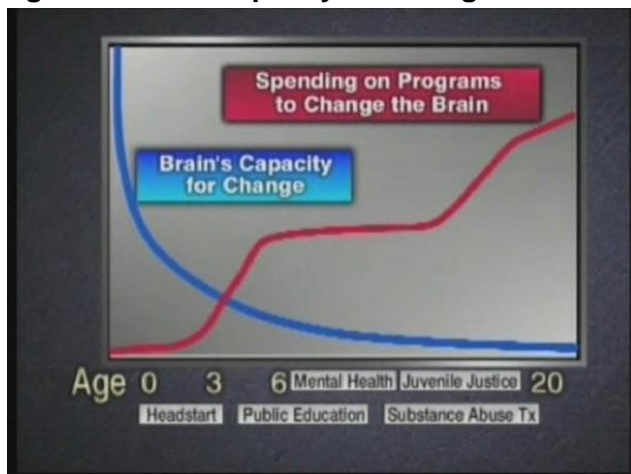 Spending on Programs
to Change the Brain
Brain's Capacity
for Change
Age 0 3 6 Mental Health Juvenile Justice 20
Headstart Public Education Substance Abuse Tx